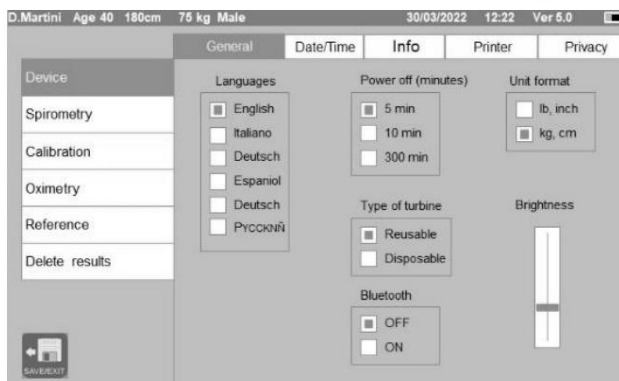 D.Martini Age 40 180cm 75 kg Male 30/03/2022 12:22 Ver 5.0
General Date/Time Info Printer Privacy
Device
Spirometry
Calibration
Oximetry
Reference
Delete results
Languages
English
Italiano
Deutsch
Espaniol
Deutsch
PYCCKNÑ
Power off (minutes)
5 min
10 min
300 min
Unit format
lb, inch
kg, cm
Type of turbine
Reusable
Disposable
Brightness
Bluetooth
OFF
ON
SAVE/EXIT